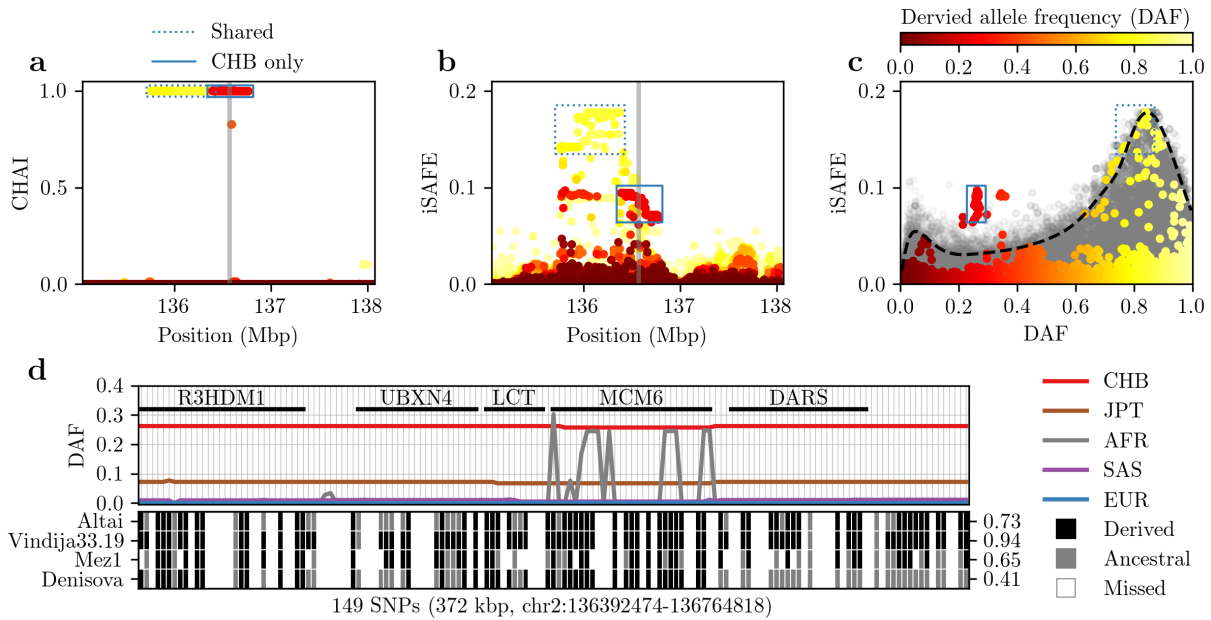 Dervied allele frequency (DAF)
Shared
CHB only
0.0 0.2 0.4 0.6 0.8 1.0
a
b
c
1.0
0.5
0.0
CHAI
136 137 138
Position (Mbp)
0.2
0.1
0.0
iSAFE
136 137 138
Position (Mbp)
0.2
0.1
0.0
iSAFE
0.0 0.2 0.4 0.6 0.8 1.0
DAF
d
0.4
0.3
0.2
0.1
0.0
DAF
R3HDM1 UBXN4 LCT MCM6 DARS
Altai 0.73
Vindija33.19 0.94
Mez1 0.65
Denisova 0.41
149 SNPs (372 kbp, chr2:136392474-136764818)
CHB
JPT
AFR
SAS
EUR
Derived
Ancestral
Missed